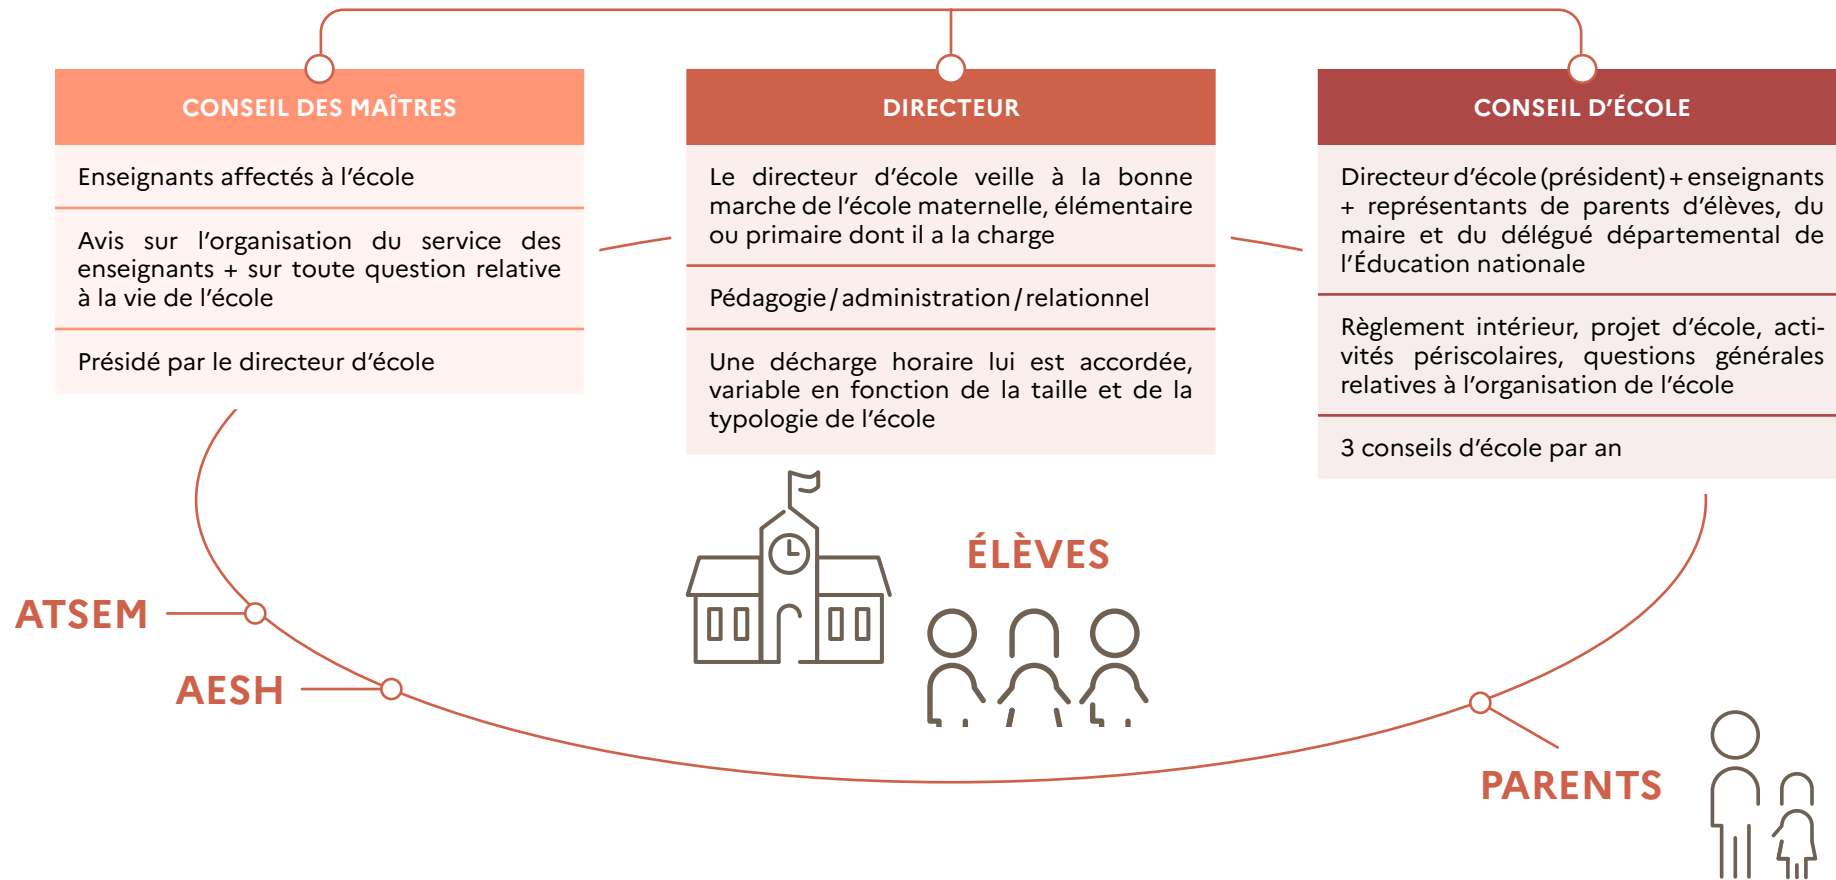 CONSEIL DES MAÎTRES
Enseignants affectés à l'école
Avis sur l'organisation du service des
enseignants + sur toute question relative
à la vie de l'école
Présidé par le directeur d'école
DIRECTEUR
Le directeur d'école veille à la bonne
marche de l'école maternelle, élémentaire
ou primaire dont il a la charge
Pédagogie / administration / relationnel
Une décharge horaire lui est accordée,
variable en fonction de la taille et de la
typologie de l'école
CONSEIL D'ÉCOLE
Directeur d'école (président) + enseignants
+ représentants de parents d'élèves, du
maire et du délégué départemental de
l'Éducation nationale
Règlement intérieur, projet d'école, acti-
vités périscolaires, questions générales
relatives à l'organisation de l'école
3 conseils d'école par an
ÉLÈVES
ATSEM
AESH
PARENTS